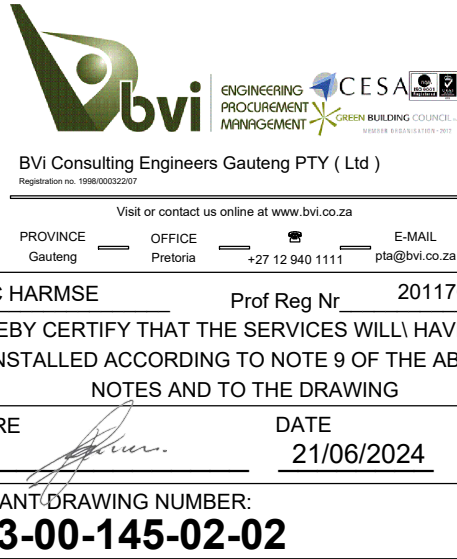 bvi
ENGINEERING
PROCUREMENT
MANAGEMENT
CESA
GREEN BUILDING COUNCIL
MEMBER ORGANISATION - 2012
BVi Consulting Engineers Gauteng PTY ( Ltd )
Registration no. 1998/000322/07
Visit or contact us online at www.bvi.co.za
PROVINCE OFFICE ☎ E-MAIL
Gauteng Pretoria +27 12 940 1111 pta@bvi.co.za
C HARMSE Prof Reg Nr 20117
EBY CERTIFY THAT THE SERVICES WILL\ HAV
NSTALLED ACCORDING TO NOTE 9 OF THE AB
NOTES AND TO THE DRAWING
RE DATE
21/06/2024
ANT DRAWING NUMBER:
3-00-145-02-02